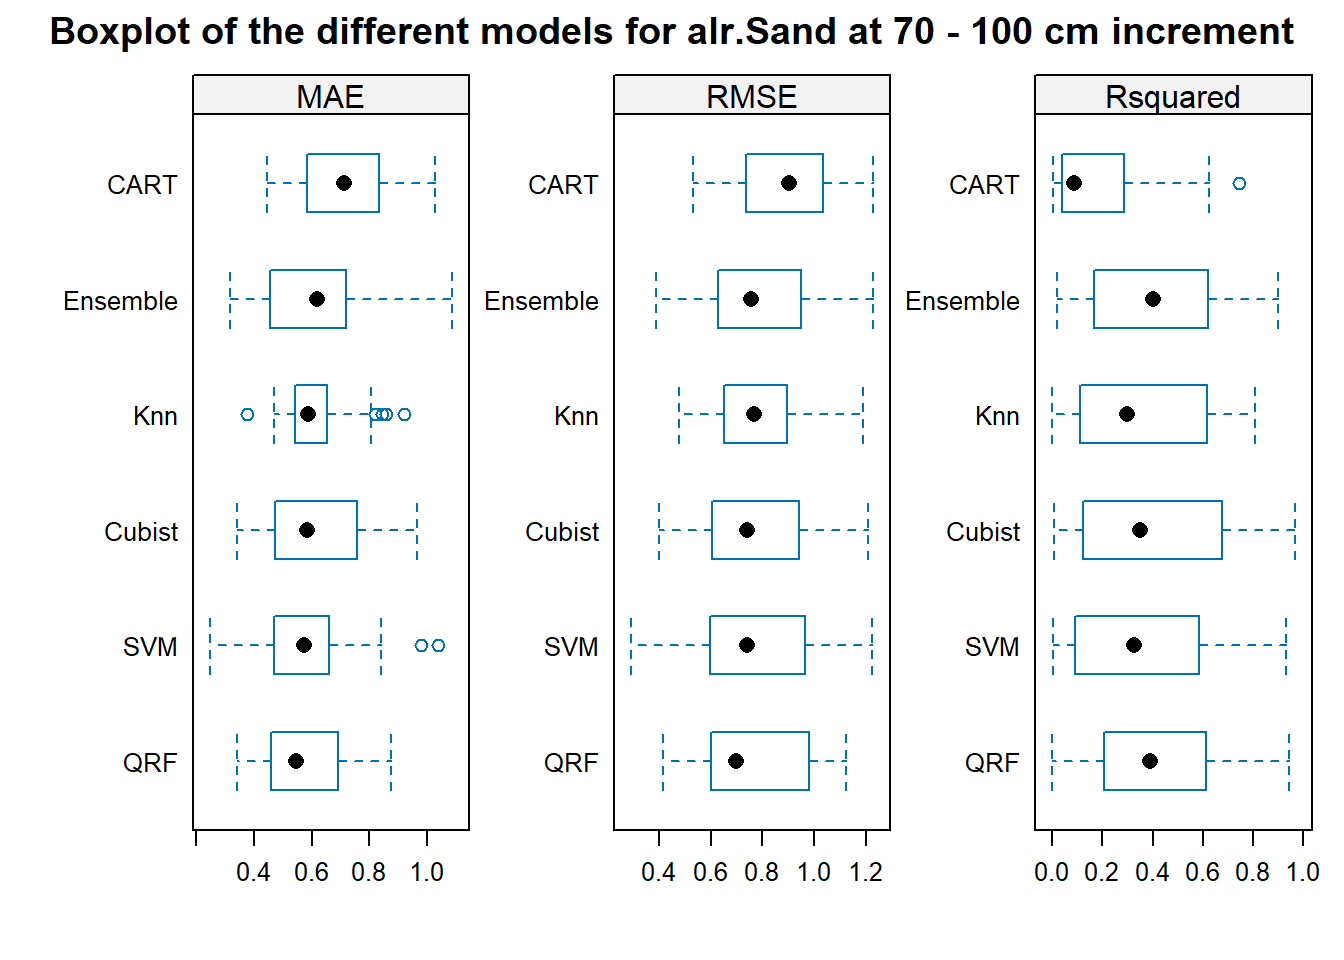 Boxplot of the different models for alr.Sand at 70 - 100 cm increment
MAE
RMSE
Rsquared
CART
CART
CART
Ensemble
Ensemble
Ensemble
Knn
Knn
Knn
Cubist
Cubist
Cubist
SVM
SVM
SVM
QRF
QRF
QRF
0.4 0.6 0.8 1.0
0.4 0.6 0.8 1.0 1.2
0.0 0.2 0.4 0.6 0.8 1.0